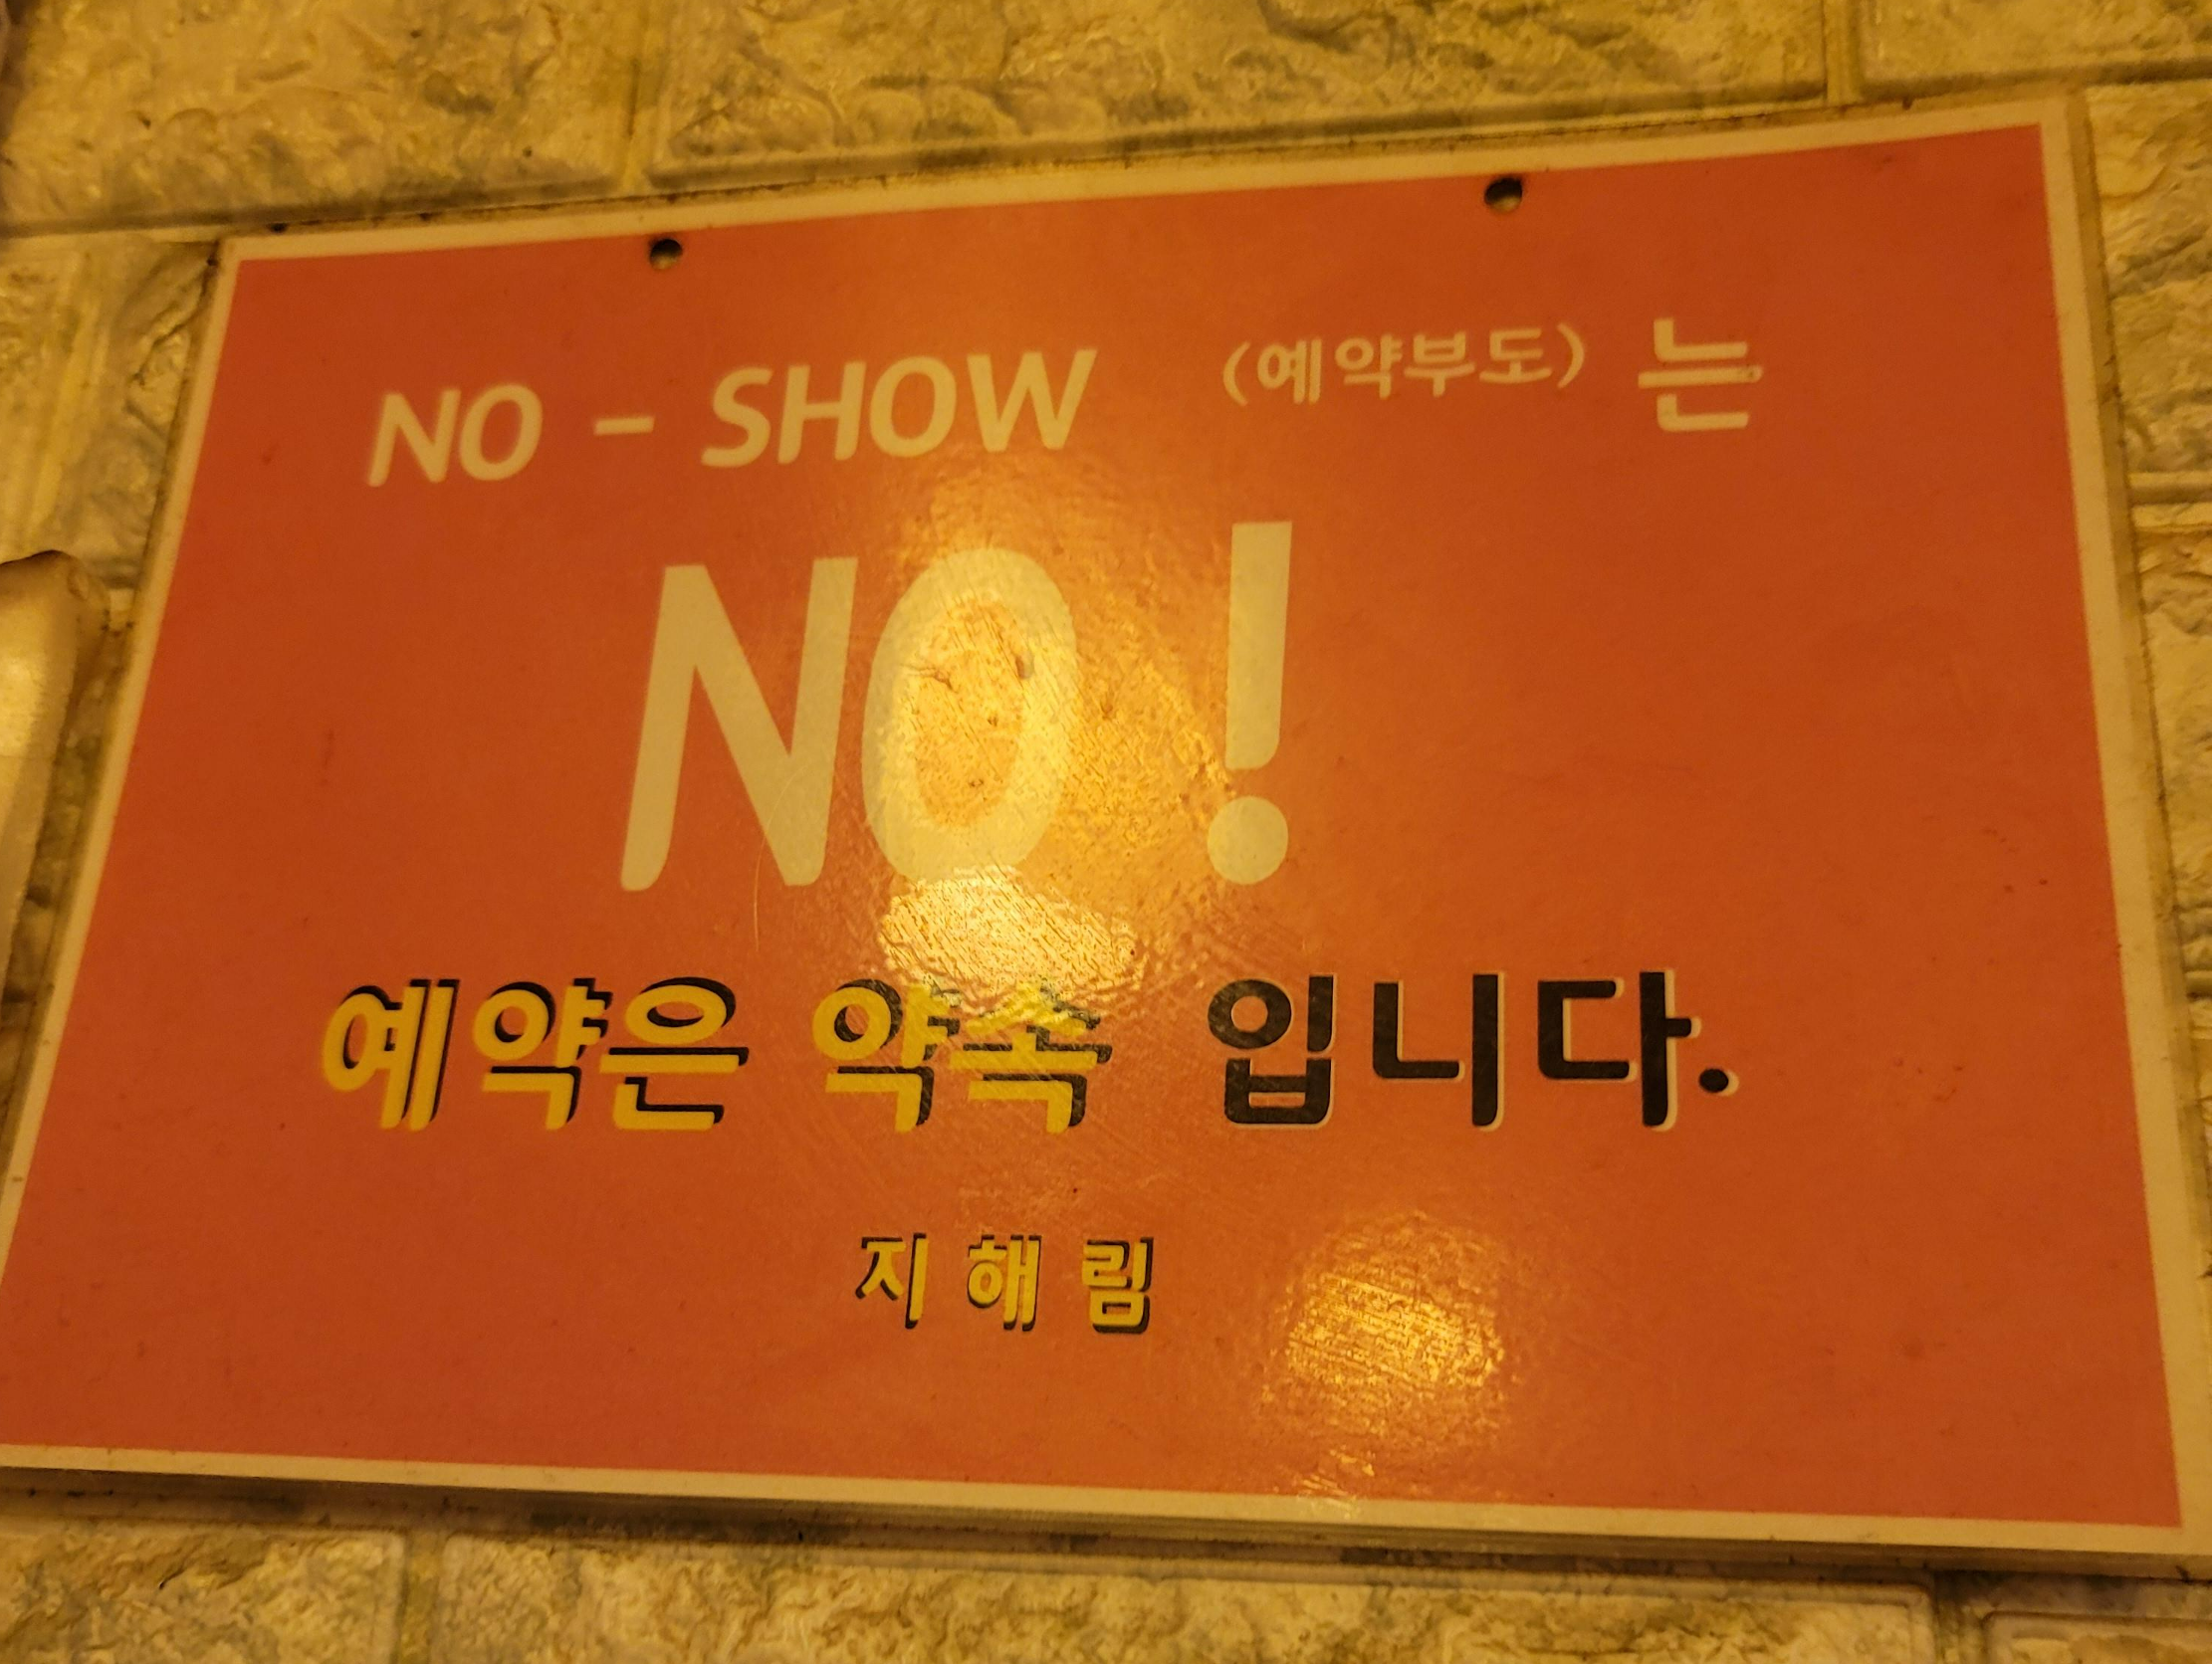 NO - SHOW (예약부도) 는
NO !
예약은 약속 입니다.
지 해 림